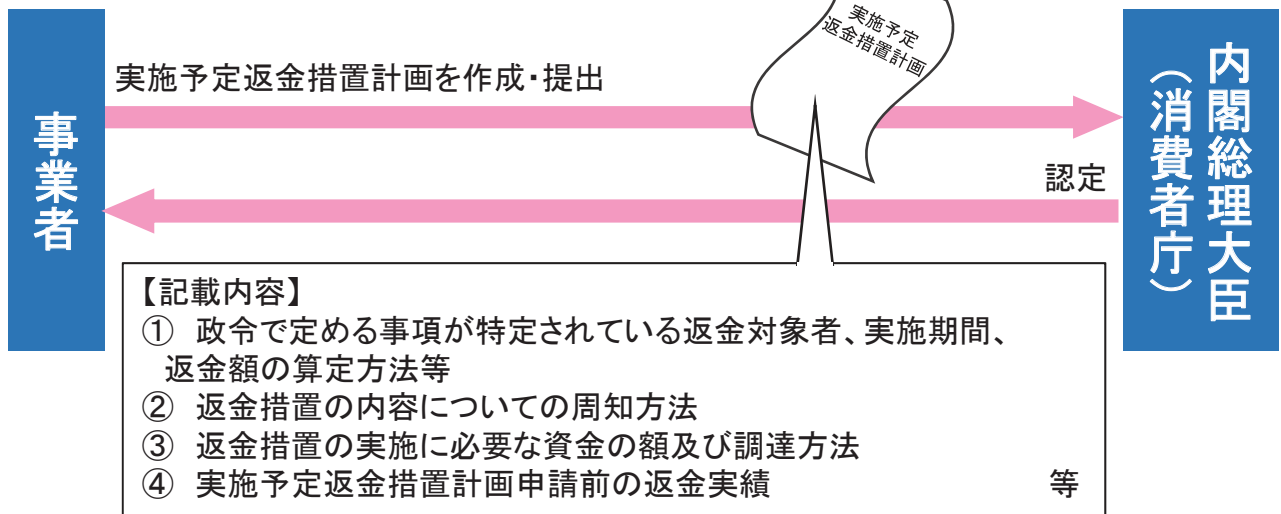 実施予定
返金措置計画
実施予定返金措置計画を作成・提出
事業者
内閣総理大臣
（消費者庁）
認定
【記載内容】
① 政令で定める事項が特定されている返金対象者、実施期間、
返金額の算定方法等
② 返金措置の内容についての周知方法
③ 返金措置の実施に必要な資金の額及び調達方法
④ 実施予定返金措置計画申請前の返金実績 等